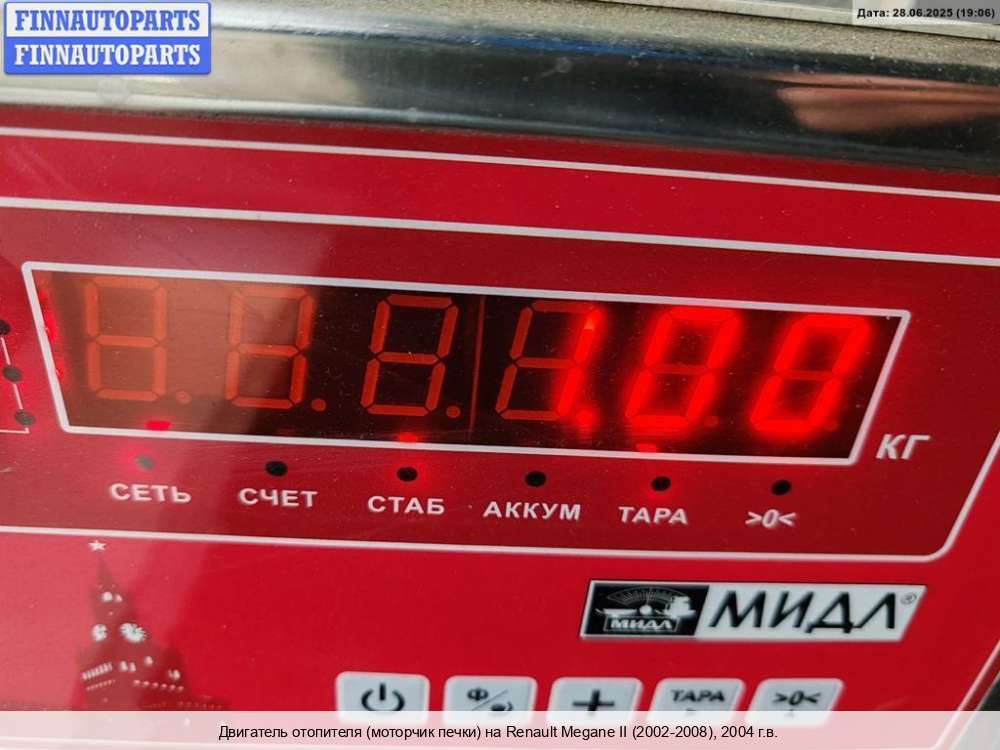 FINNAUTOPARTS
FINNAUTOPARTS
Дата: 28.06.2025 (19:06)
1.00
КГ
СЕТЬ СЧЕТ СТАБ АККУМ ТАРА >0<
МИДЛ МИДЛ®
Ф + ТАРА >0<
Двигатель отопителя (моторчик печки) на Renault Megane II (2002-2008), 2004 г.в.